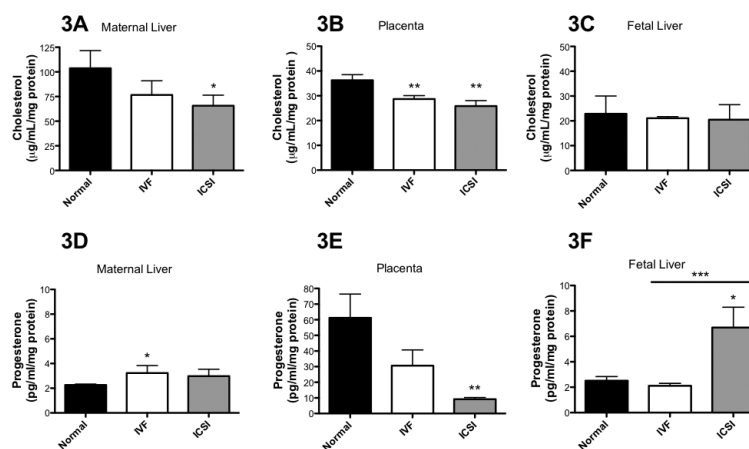 3A Maternal Liver
Cholesterol
(µg/mL/mg protein)
125
100
75
50
25
0
*
Normal
IVF
ICSI
3B Placenta
Cholesterol
(µg/mL/mg protein)
50
40
30
20
10
0
**
**
Normal
IVF
ICSI
3C Fetal Liver
Cholesterol
(µg/mL/mg protein)
50
40
30
20
10
0
Normal
IVF
ICSI
3D
Maternal Liver
Progesterone
(pg/ml/mg protein)
10
8
6
4
2
0
*
Normal
IVF
ICSI
3E
Placenta
Progesterone
(pg/ml/mg protein)
80
70
60
50
40
30
20
10
0
**
Normal
IVF
ICSI
3F
Fetal Liver
Progesterone
(pg/ml/mg protein)
10
8
6
4
2
0
***
*
Normal
IVF
ICSI